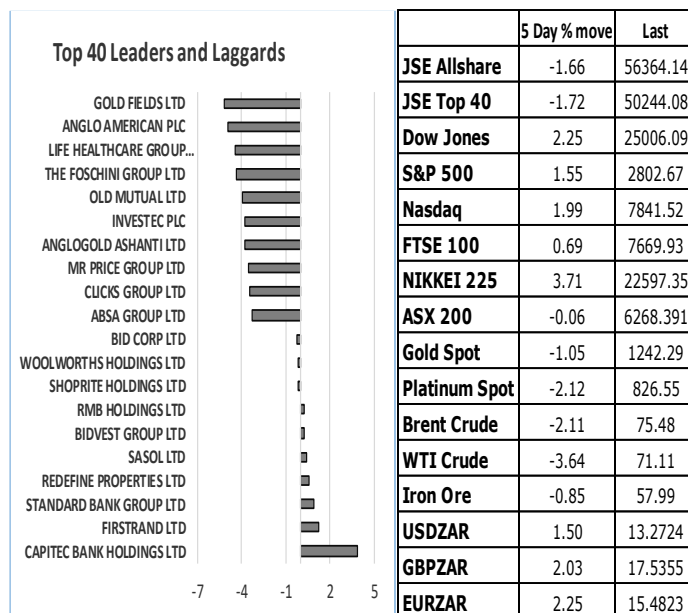 Top 40 Leaders and Laggards
GOLD FIELDS LTD
ANGLO AMERICAN PLC
LIFE HEALTHCARE GROUP...
THE FOSCHINI GROUP LTD
OLD MUTUAL LTD
INVESTEC PLC
ANGLOGOLD ASHANTI LTD
MR PRICE GROUP LTD
CLICKS GROUP LTD
ABSA GROUP LTD
BID CORP LTD
WOOLWORTHS HOLDINGS LTD
SHOPRITE HOLDINGS LTD
RMB HOLDINGS LTD
BIDVEST GROUP LTD
SASOL LTD
REDEFINE PROPERTIES LTD
STANDARD BANK GROUP LTD
FIRSTRAND LTD
CAPITEC BANK HOLDINGS LTD
-7 -4 -1 2 5
5 Day % move Last
JSE Allshare -1.66 56364.14
JSE Top 40 -1.72 50244.08
Dow Jones 2.25 25006.09
S&P 500 1.55 2802.67
Nasdaq 1.99 7841.52
FTSE 100 0.69 7669.93
NIKKEI 225 3.71 22597.35
ASX 200 -0.06 6268.391
Gold Spot -1.05 1242.29
Platinum Spot -2.12 826.55
Brent Crude -2.11 75.48
WTI Crude -3.64 71.11
Iron Ore -0.85 57.99
USDZAR 1.50 13.2724
GBPZAR 2.03 17.5355
EURZAR 2.25 15.4823